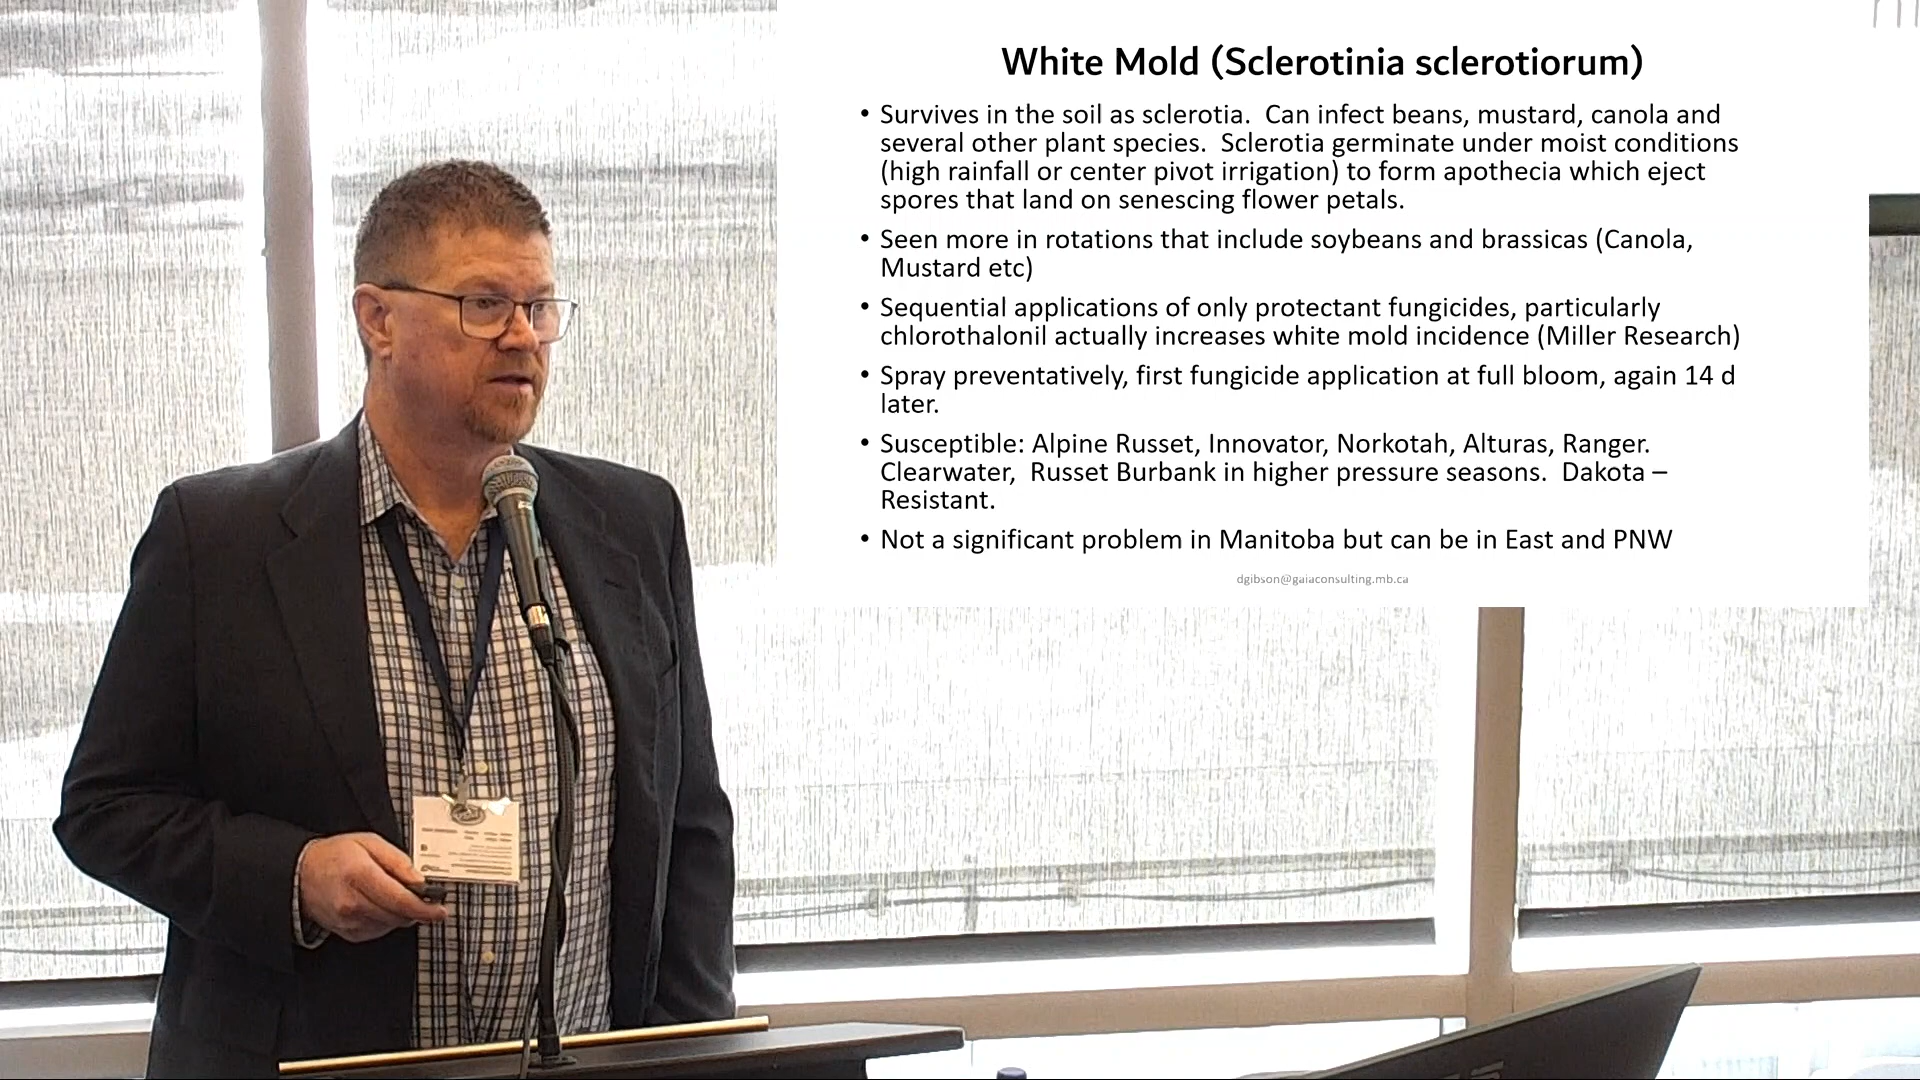 White Mold (Sclerotinia sclerotiorum)
• Survives in the soil as sclerotia.  Can infect beans, mustard, canola and
several other plant species.  Sclerotia germinate under moist conditions
(high rainfall or center pivot irrigation) to form apothecia which eject
spores that land on senescing flower petals.
• Seen more in rotations that include soybeans and brassicas (Canola,
Mustard etc)
• Sequential applications of only protectant fungicides, particularly
chlorothalonil actually increases white mold incidence (Miller Research)
• Spray preventatively, first fungicide application at full bloom, again 14 d
later.
• Susceptible: Alpine Russet, Innovator, Norkotah, Alturas, Ranger.
Clearwater,  Russet Burbank in higher pressure seasons.  Dakota –
Resistant.
• Not a significant problem in Manitoba but can be in East and PNW
dgibson@gaiaconsulting.mb.ca